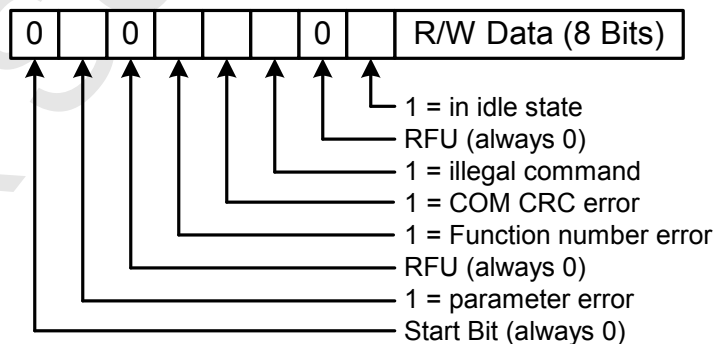 0 0 0 R/W Data (8 Bits)
1 = in idle state
RFU (always 0)
1 = illegal command
1 = COM CRC error
1 = Function number error
RFU (always 0)
1 = parameter error
Start Bit (always 0)